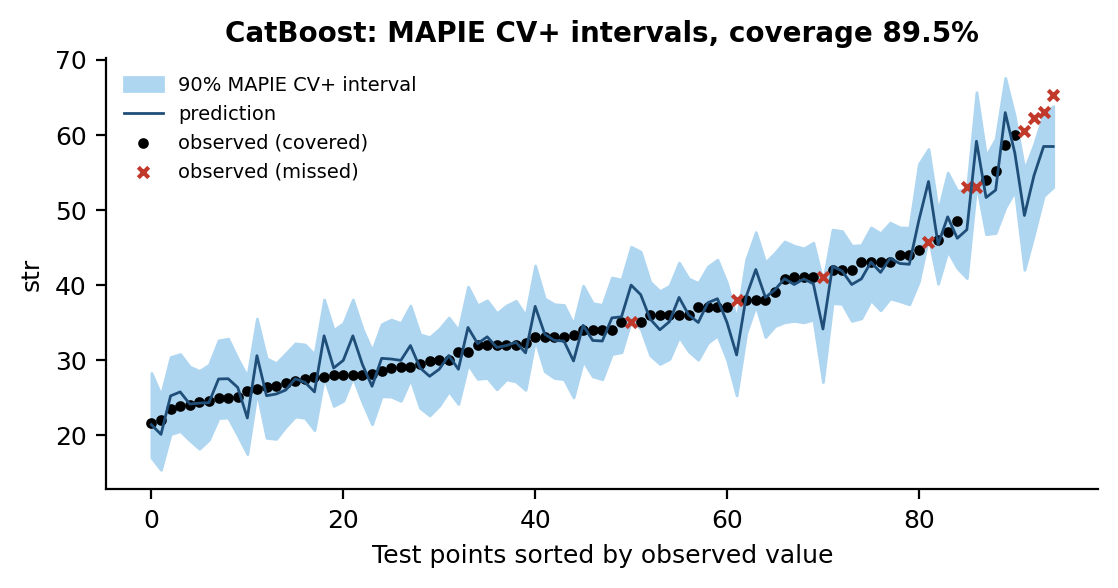 CatBoost: MAPIE CV+ intervals, coverage 89.5%
90% MAPIE CV+ interval
prediction
observed (covered)
observed (missed)
str
70
60
50
40
30
20
0 20 40 60 80
Test points sorted by observed value